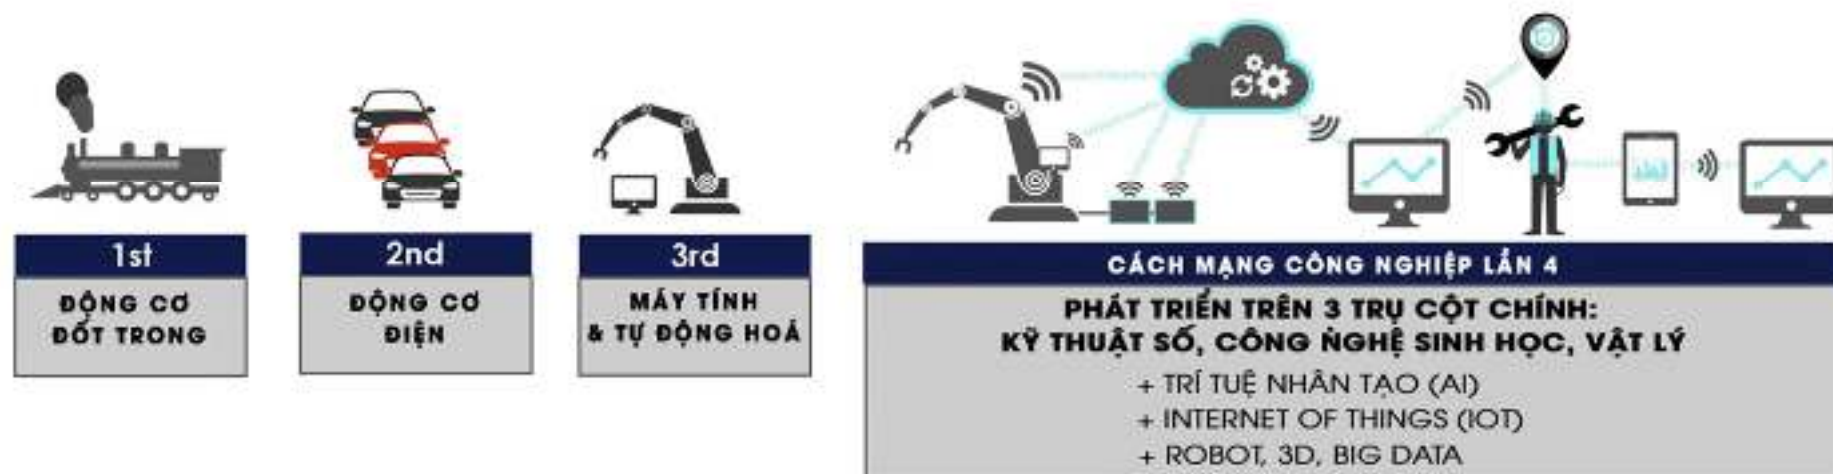 1st
ĐỘNG CƠ
ĐỐT TRONG
2nd
ĐỘNG CƠ
ĐIỆN
3rd
MÁY TÍNH
& TỰ ĐỘNG HOÁ
CÁCH MẠNG CÔNG NGHIỆP LẦN 4
PHÁT TRIỂN TRÊN 3 TRỤ CỘT CHÍNH:
KỸ THUẬT SỐ, CÔNG NGHỆ SINH HỌC, VẬT LÝ
+ TRÍ TUỆ NHÂN TẠO (AI)
+ INTERNET OF THINGS (IOT)
+ ROBOT, 3D, BIG DATA